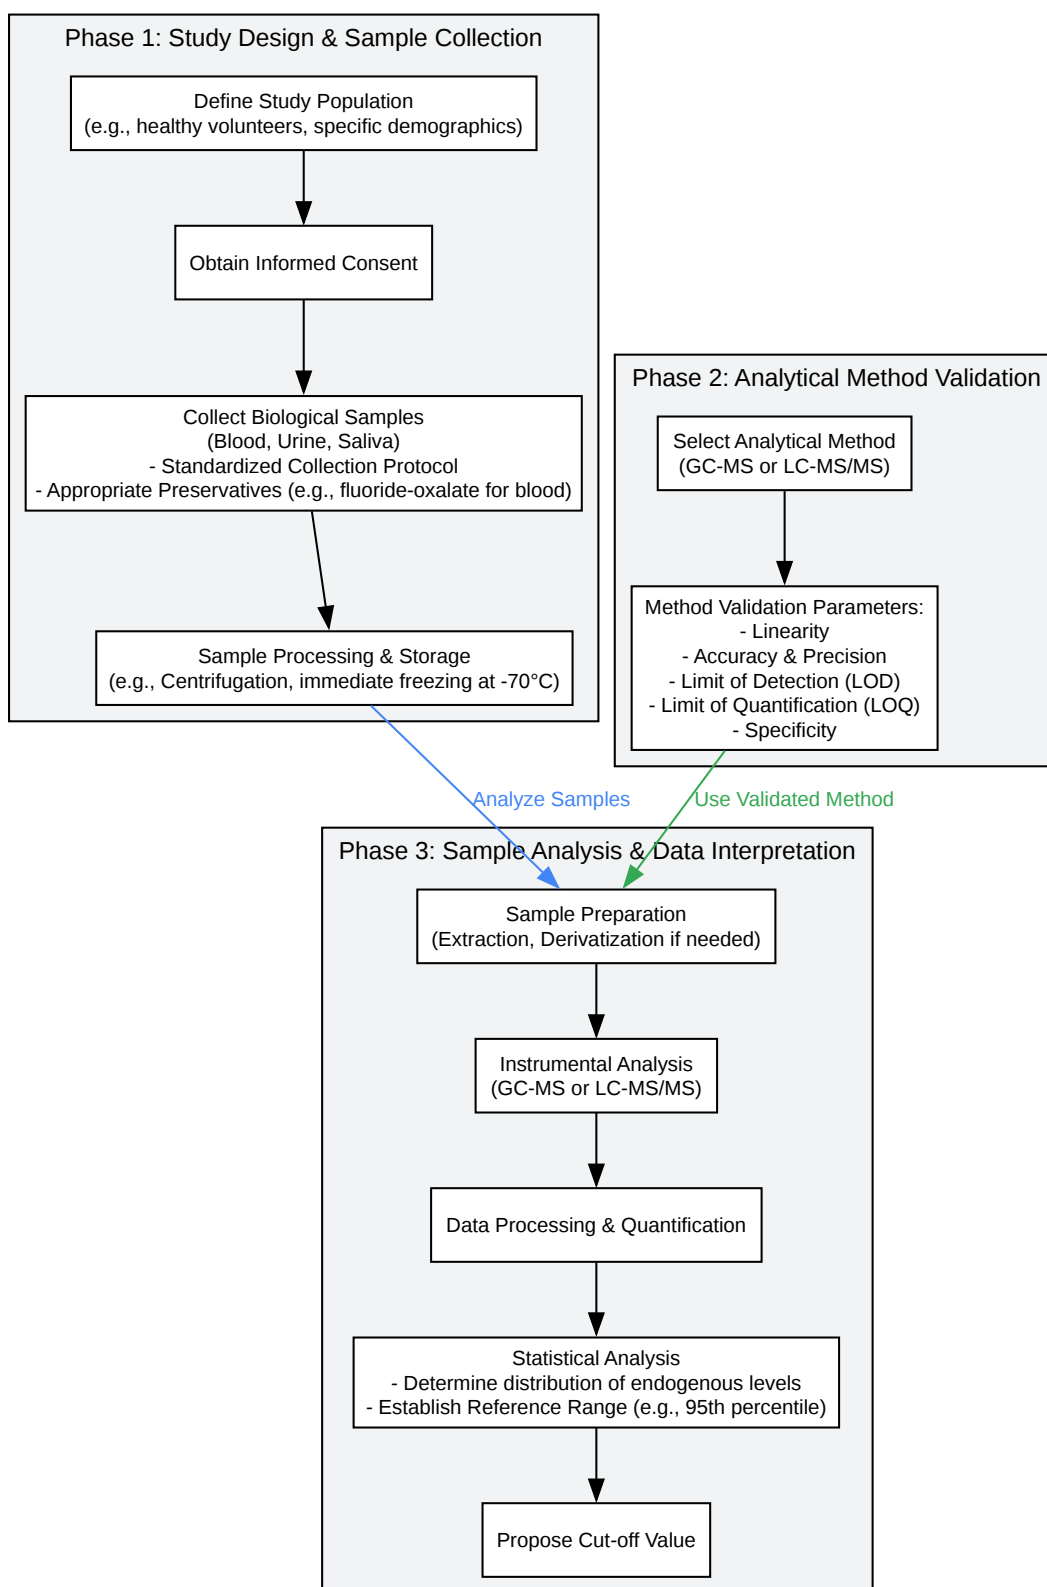 Phase 1: Study Design & Sample Collection
Define Study Population
(e.g., healthy volunteers, specific demographics)
Obtain Informed Consent
Collect Biological Samples
(Blood, Urine, Saliva)
- Standardized Collection Protocol
- Appropriate Preservatives (e.g., fluoride-oxalate for blood)
Sample Processing & Storage
(e.g., Centrifugation, immediate freezing at -70°C)
Phase 2: Analytical Method Validation
Select Analytical Method
(GC-MS or LC-MS/MS)
Method Validation Parameters:
- Linearity
- Accuracy & Precision
- Limit of Detection (LOD)
- Limit of Quantification (LOQ)
- Specificity
Analyze Samples
Use Validated Method
Phase 3: Sample Analysis & Data Interpretation
Sample Preparation
(Extraction, Derivatization if needed)
Instrumental Analysis
(GC-MS or LC-MS/MS)
Data Processing & Quantification
Statistical Analysis
- Determine distribution of endogenous levels
- Establish Reference Range (e.g., 95th percentile)
Propose Cut-off Value